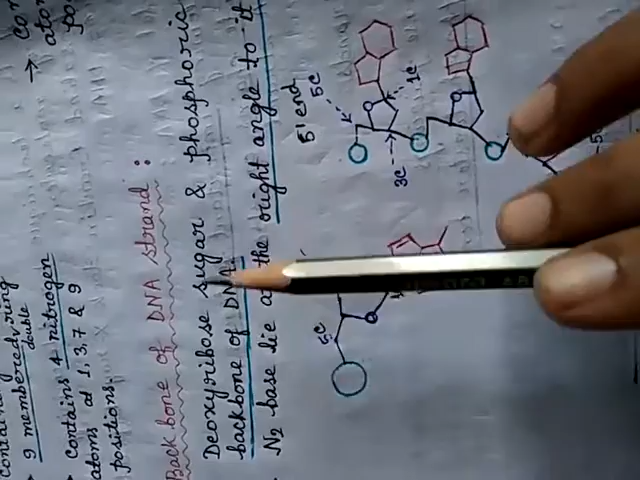 9 membered ring
double
Contains 4 nitrogen
atoms at 1, 3, 7 & 9
positions.
→
Back bone of DNA strand :
Deoxyribose sugar & phosphoric
backbone of DNA.
N2 base lie at the right angle to it
5' end
5C
1C
3C
5C